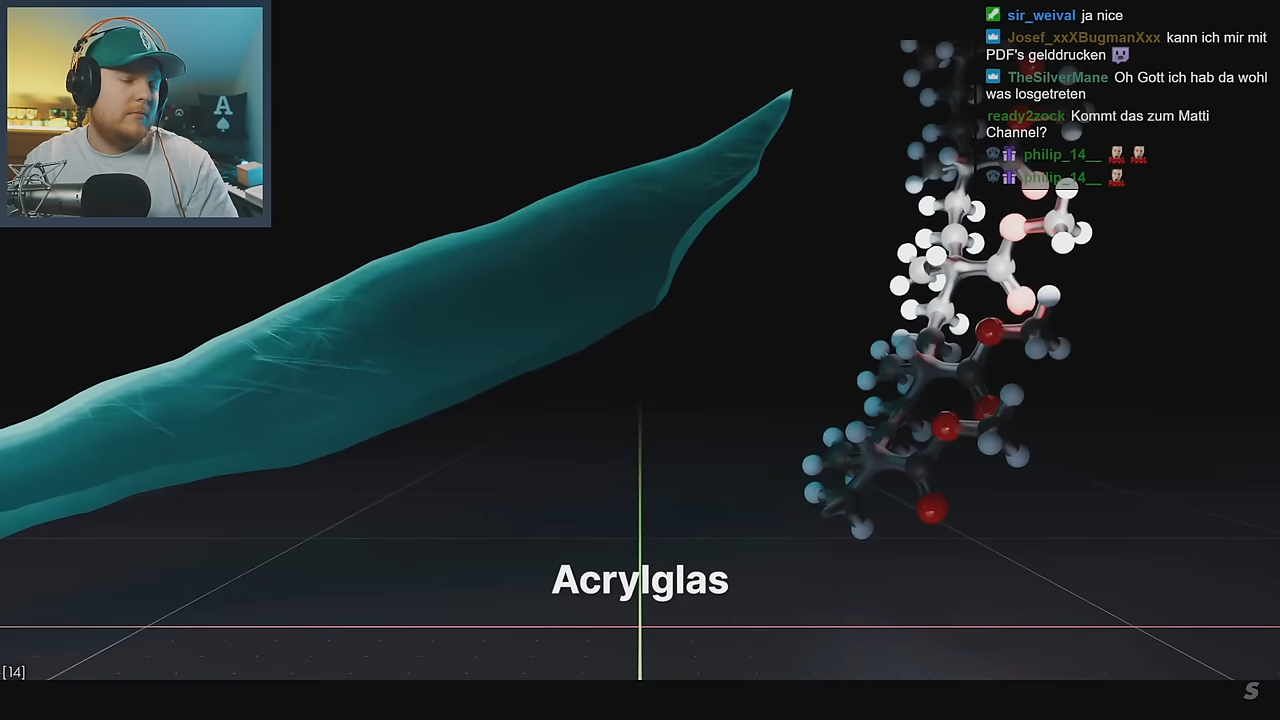 sir_weival ja nice
Josef_xxXBugmanXxx kann ich mir mit
PDF's gelddrucken
TheSilverMane Oh Gott ich hab da wohl
was losgetreten
ready2zock Kommt das zum Matti
Channel?
philip_14__
philip_14__
A
Acrylglas
[14]
S